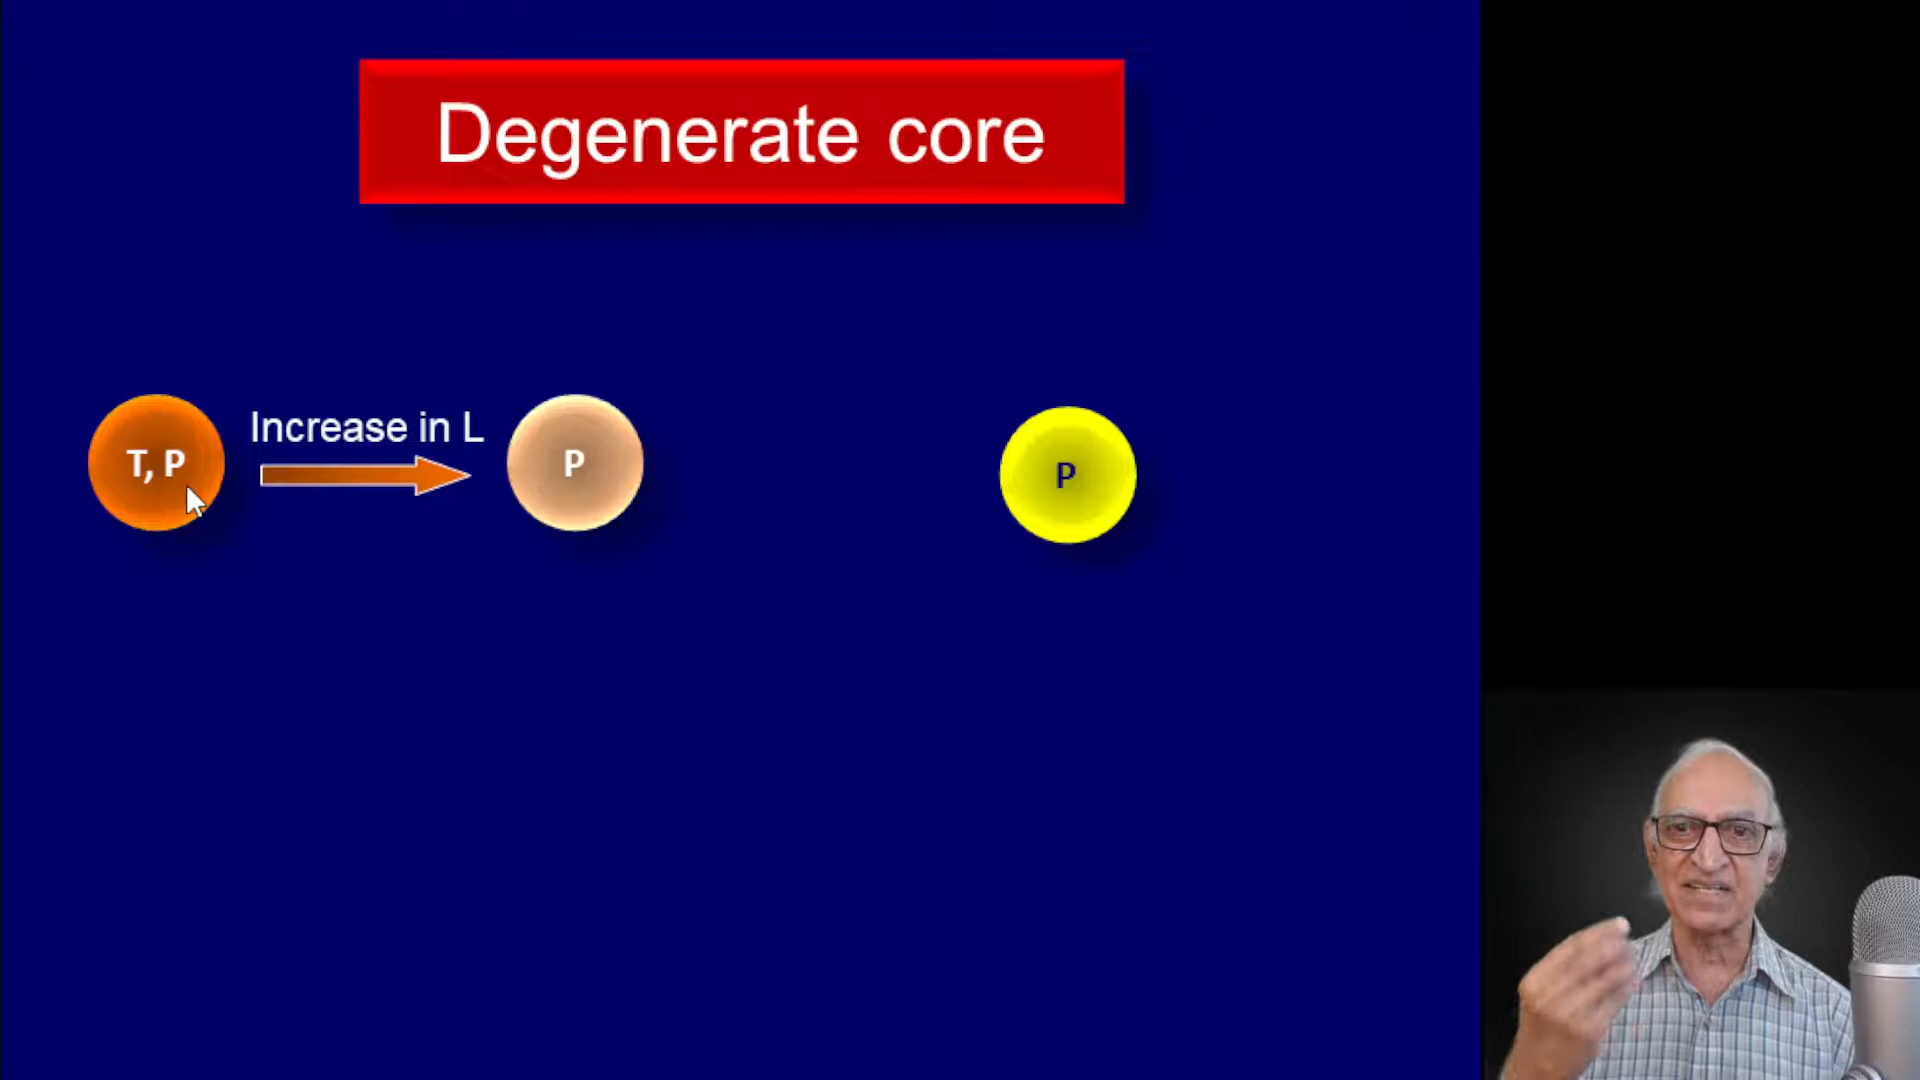 Degenerate core
T, P
Increase in L
P
P